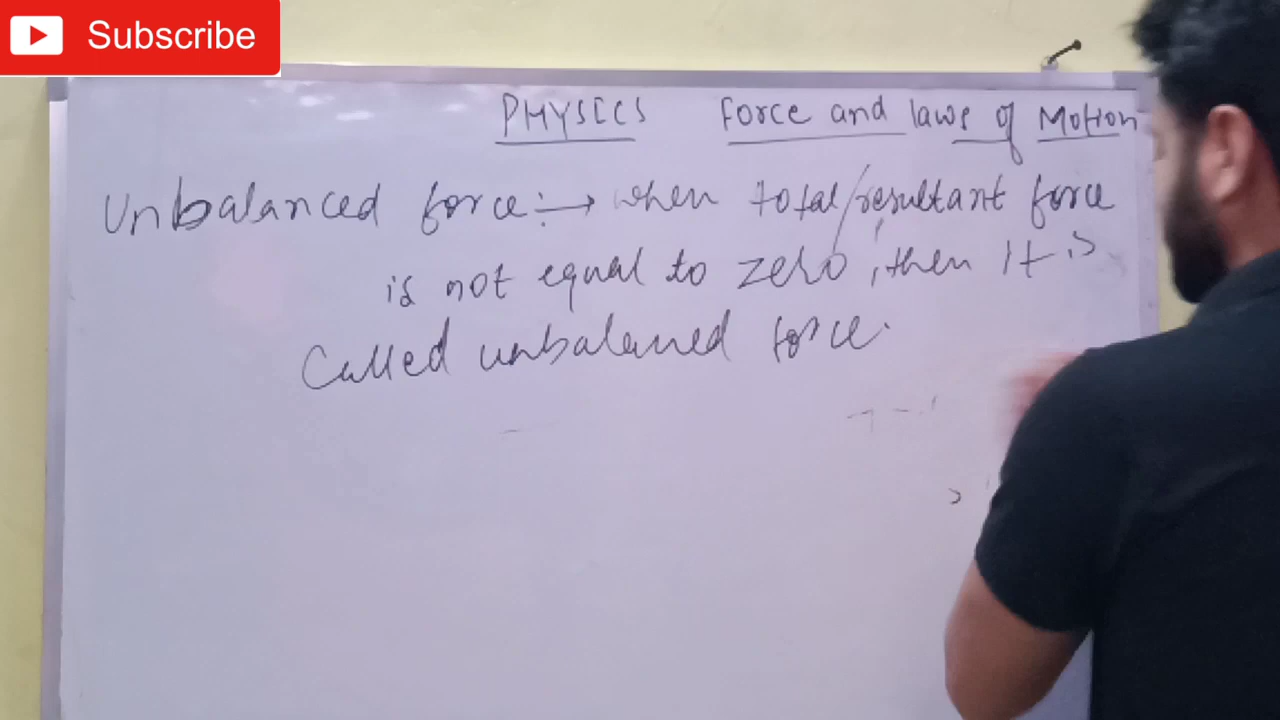 Subscribe
PHYSICS Force and laws of Motion
Unbalanced force:→ when total/resultant force
is not equal to zero, then it is
Called unbalanced force.